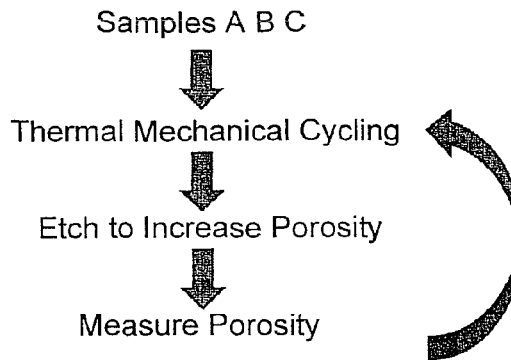 Samples A B C
Thermal Mechanical Cycling
Etch to Increase Porosity
Measure Porosity